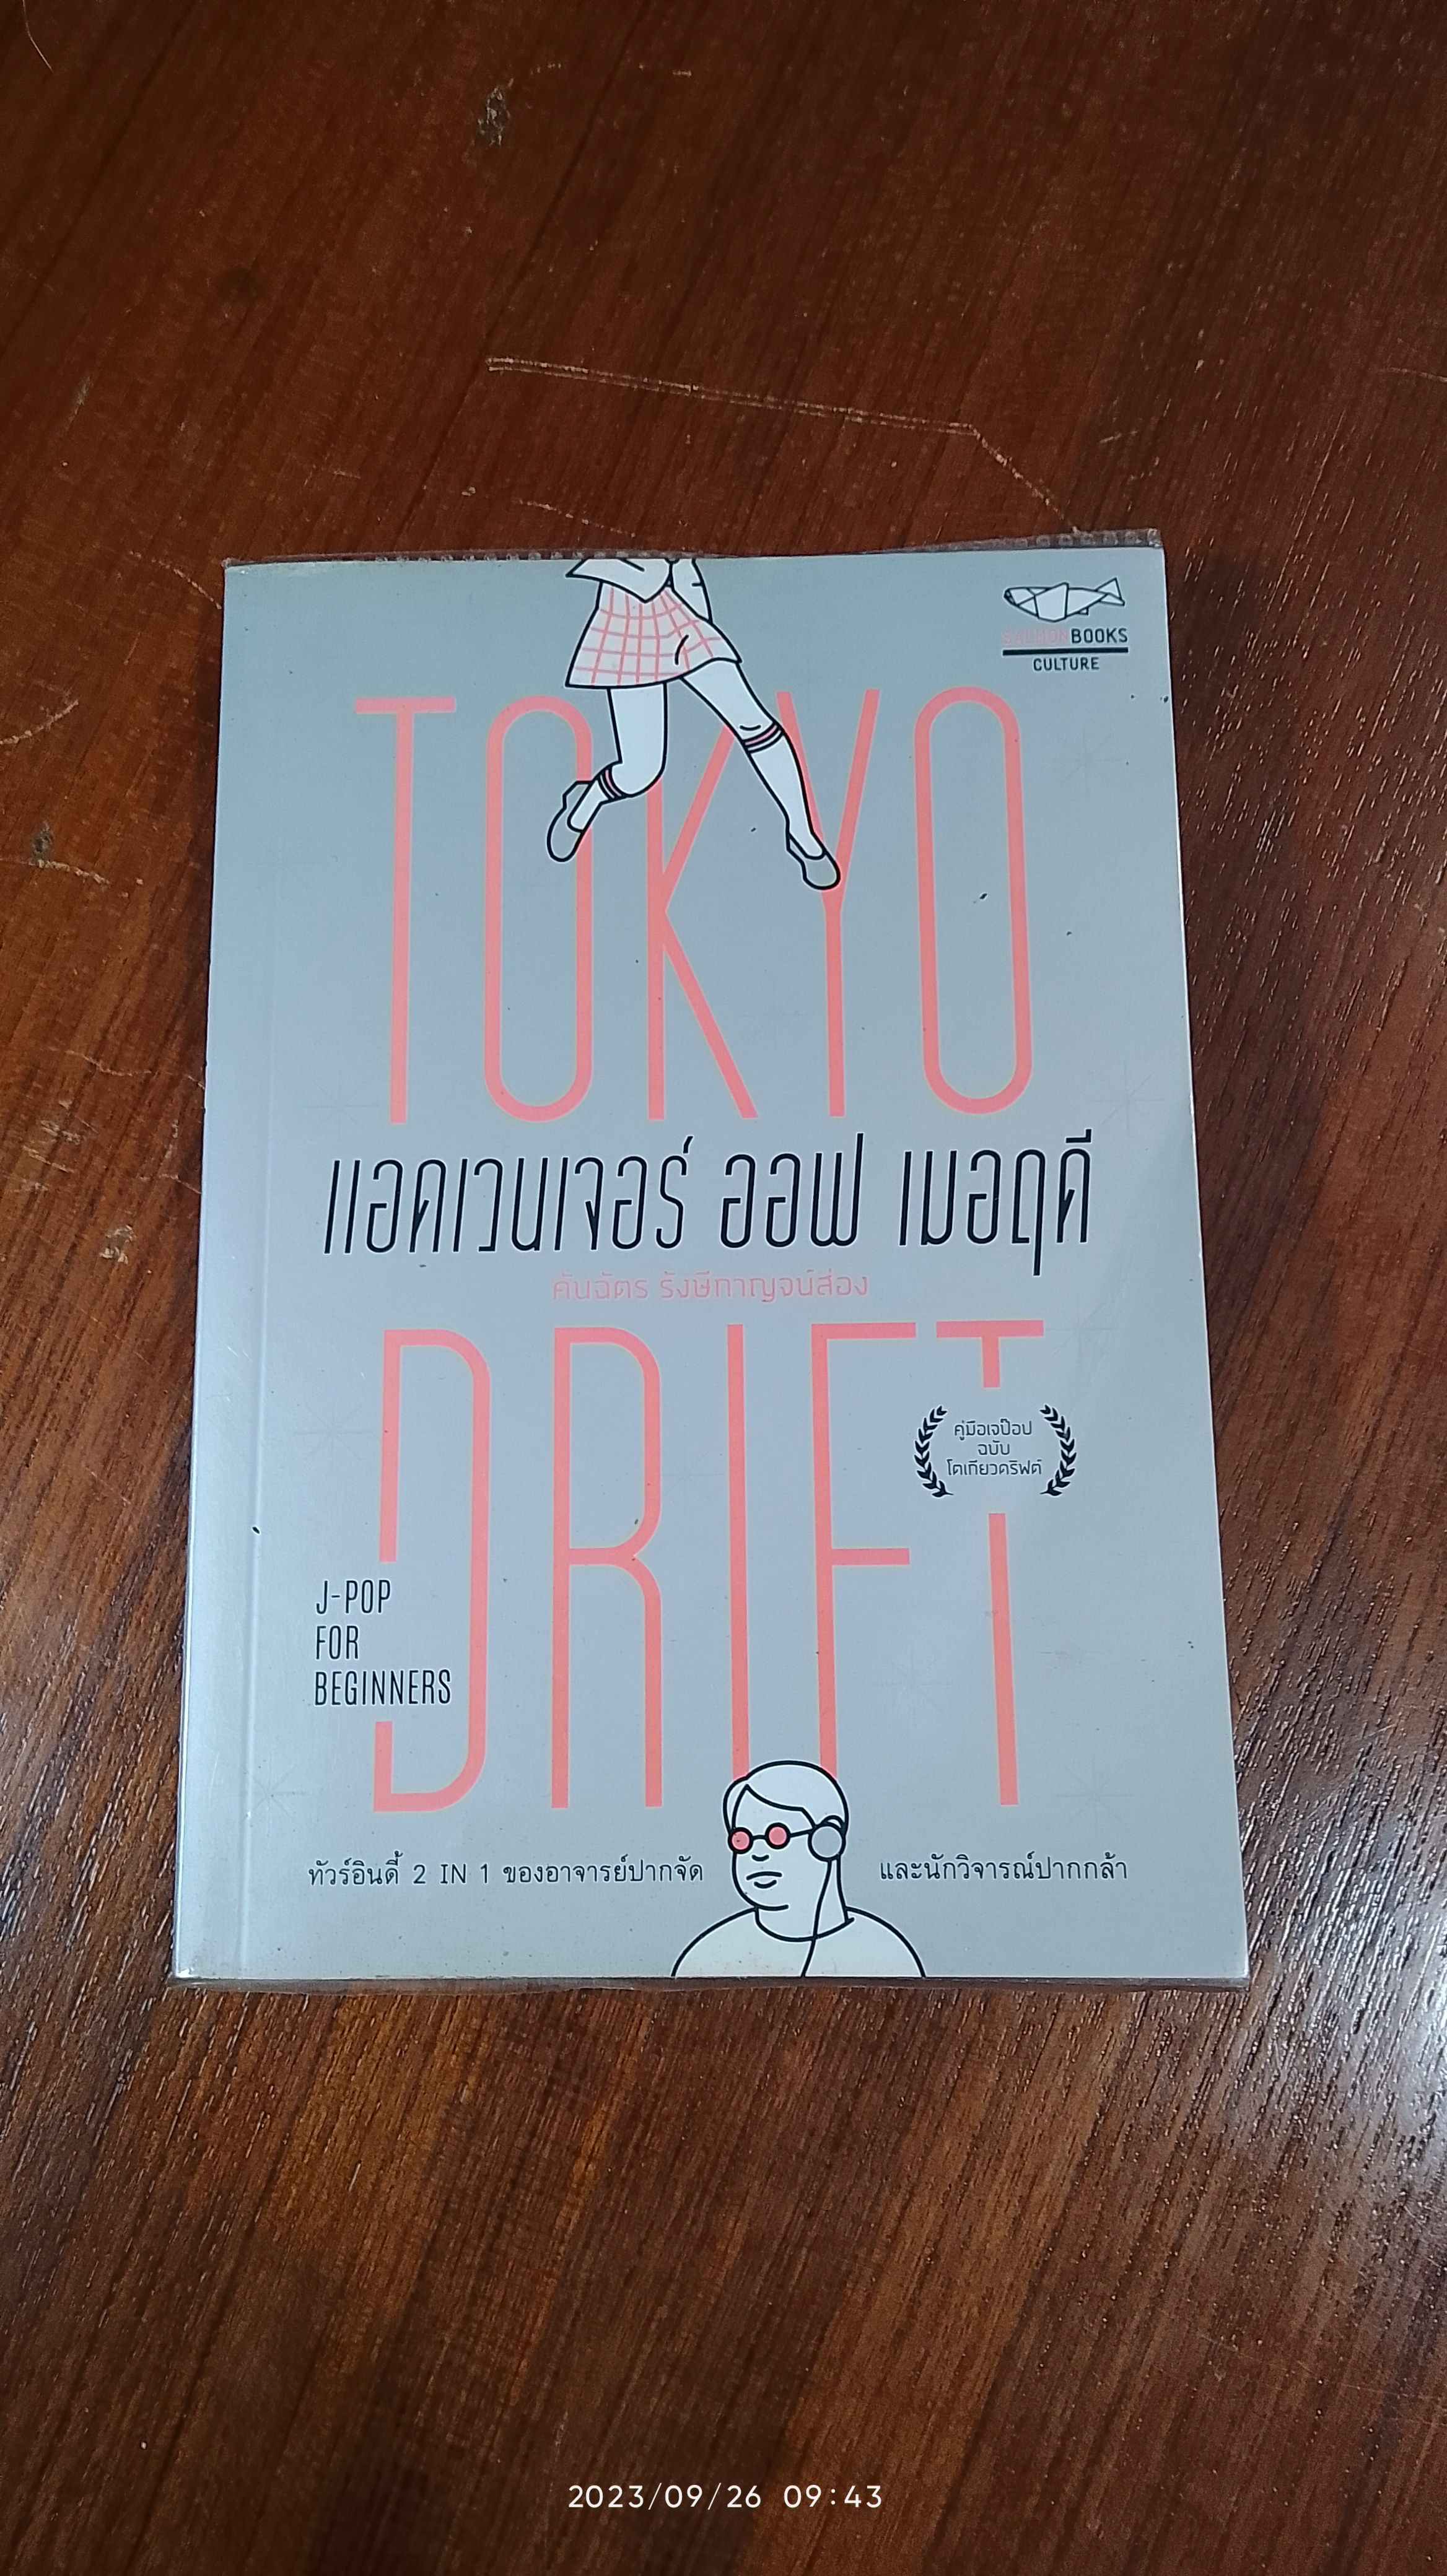 SALMONBOOKS
CULTURE
TOKYO
แอดเวนเจอร์ ออฟ เมอฤดี
คันฉัตร รังษีกาญจน์ส่อง
DRIFT
คู่มือเจป๊อป
ฉบับ
โตเกียวดริฟต์
J-POP
FOR
BEGINNERS
ทัวร์อินดี้ 2 IN 1 ของอาจารย์ปากจัด และนักวิจารณ์ปากกล้า
2023/09/26 09:43